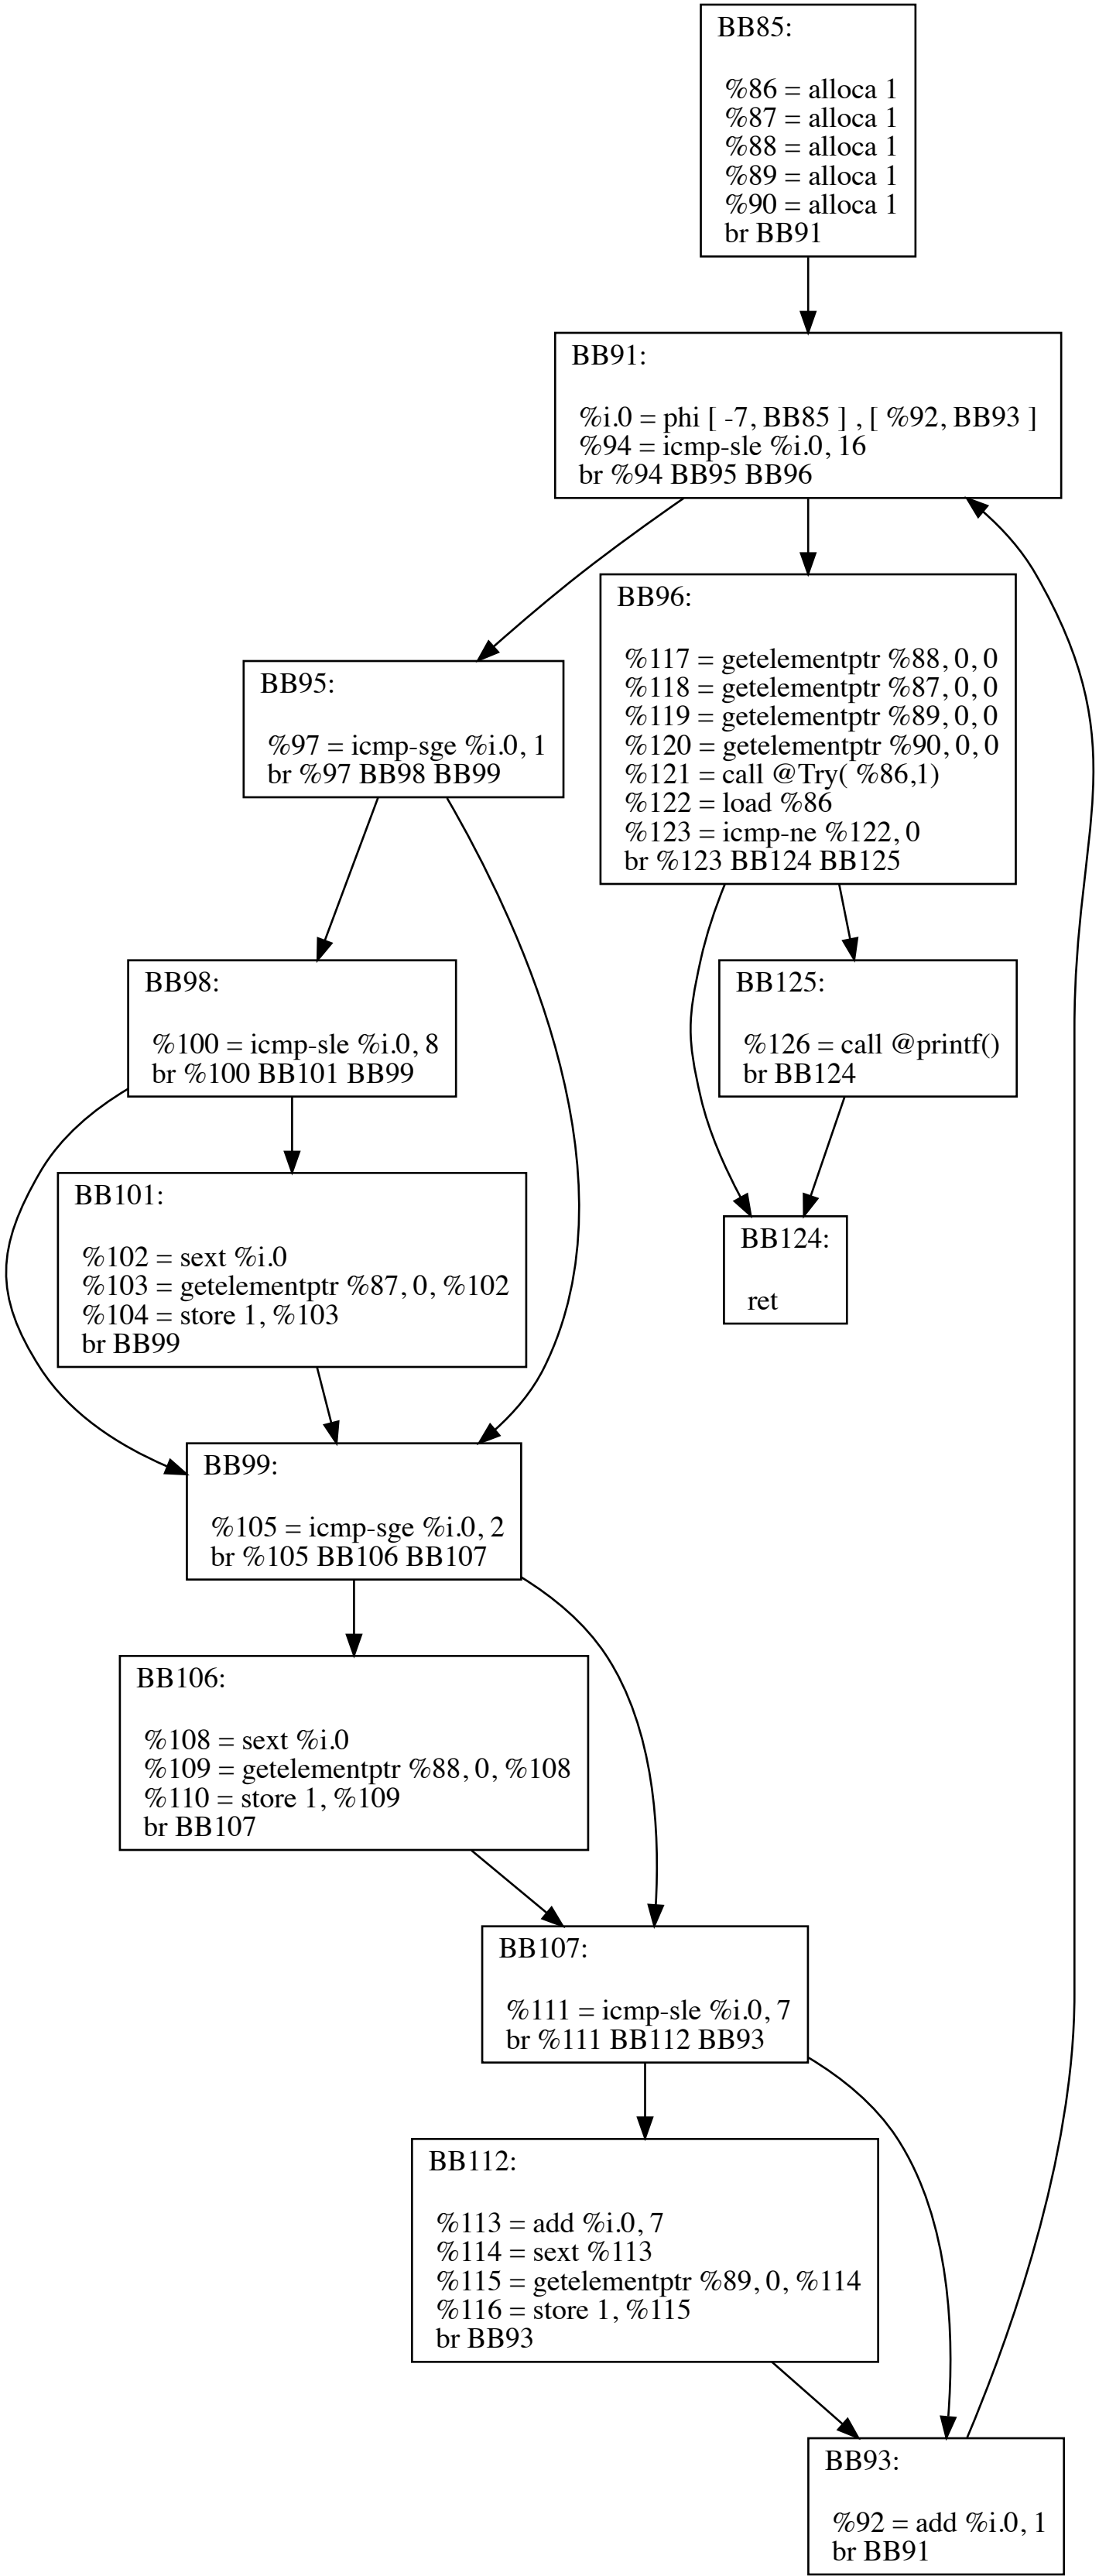 BB85:
%86 = alloca 1
%87 = alloca 1
%88 = alloca 1
%89 = alloca 1
%90 = alloca 1
br BB91
BB91:
%i.0 = phi [ -7, BB85 ] , [ %92, BB93 ]
%94 = icmp-sle %i.0, 16
br %94 BB95 BB96
BB96:
%117 = getelementptr %88, 0, 0
%118 = getelementptr %87, 0, 0
%119 = getelementptr %89, 0, 0
%120 = getelementptr %90, 0, 0
%121 = call @Try( %86,1)
%122 = load %86
%123 = icmp-ne %122, 0
br %123 BB124 BB125
BB95:
%97 = icmp-sge %i.0, 1
br %97 BB98 BB99
BB98:
%100 = icmp-sle %i.0, 8
br %100 BB101 BB99
BB125:
%126 = call @printf()
br BB124
BB101:
%102 = sext %i.0
%103 = getelementptr %87, 0, %102
%104 = store 1, %103
br BB99
BB124:
ret
BB99:
%105 = icmp-sge %i.0, 2
br %105 BB106 BB107
BB106:
%108 = sext %i.0
%109 = getelementptr %88, 0, %108
%110 = store 1, %109
br BB107
BB107:
%111 = icmp-sle %i.0, 7
br %111 BB112 BB93
BB112:
%113 = add %i.0, 7
%114 = sext %113
%115 = getelementptr %89, 0, %114
%116 = store 1, %115
br BB93
BB93:
%92 = add %i.0, 1
br BB91